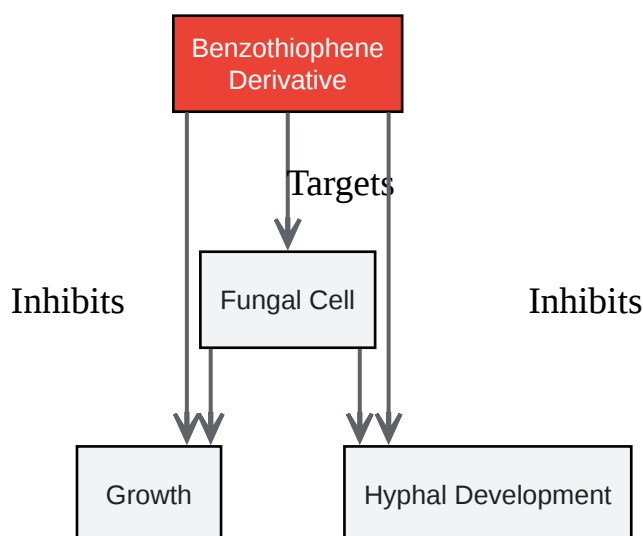 Benzothiophene
Derivative
Targets
Fungal Cell
Inhibits
Inhibits
Growth
Hyphal Development